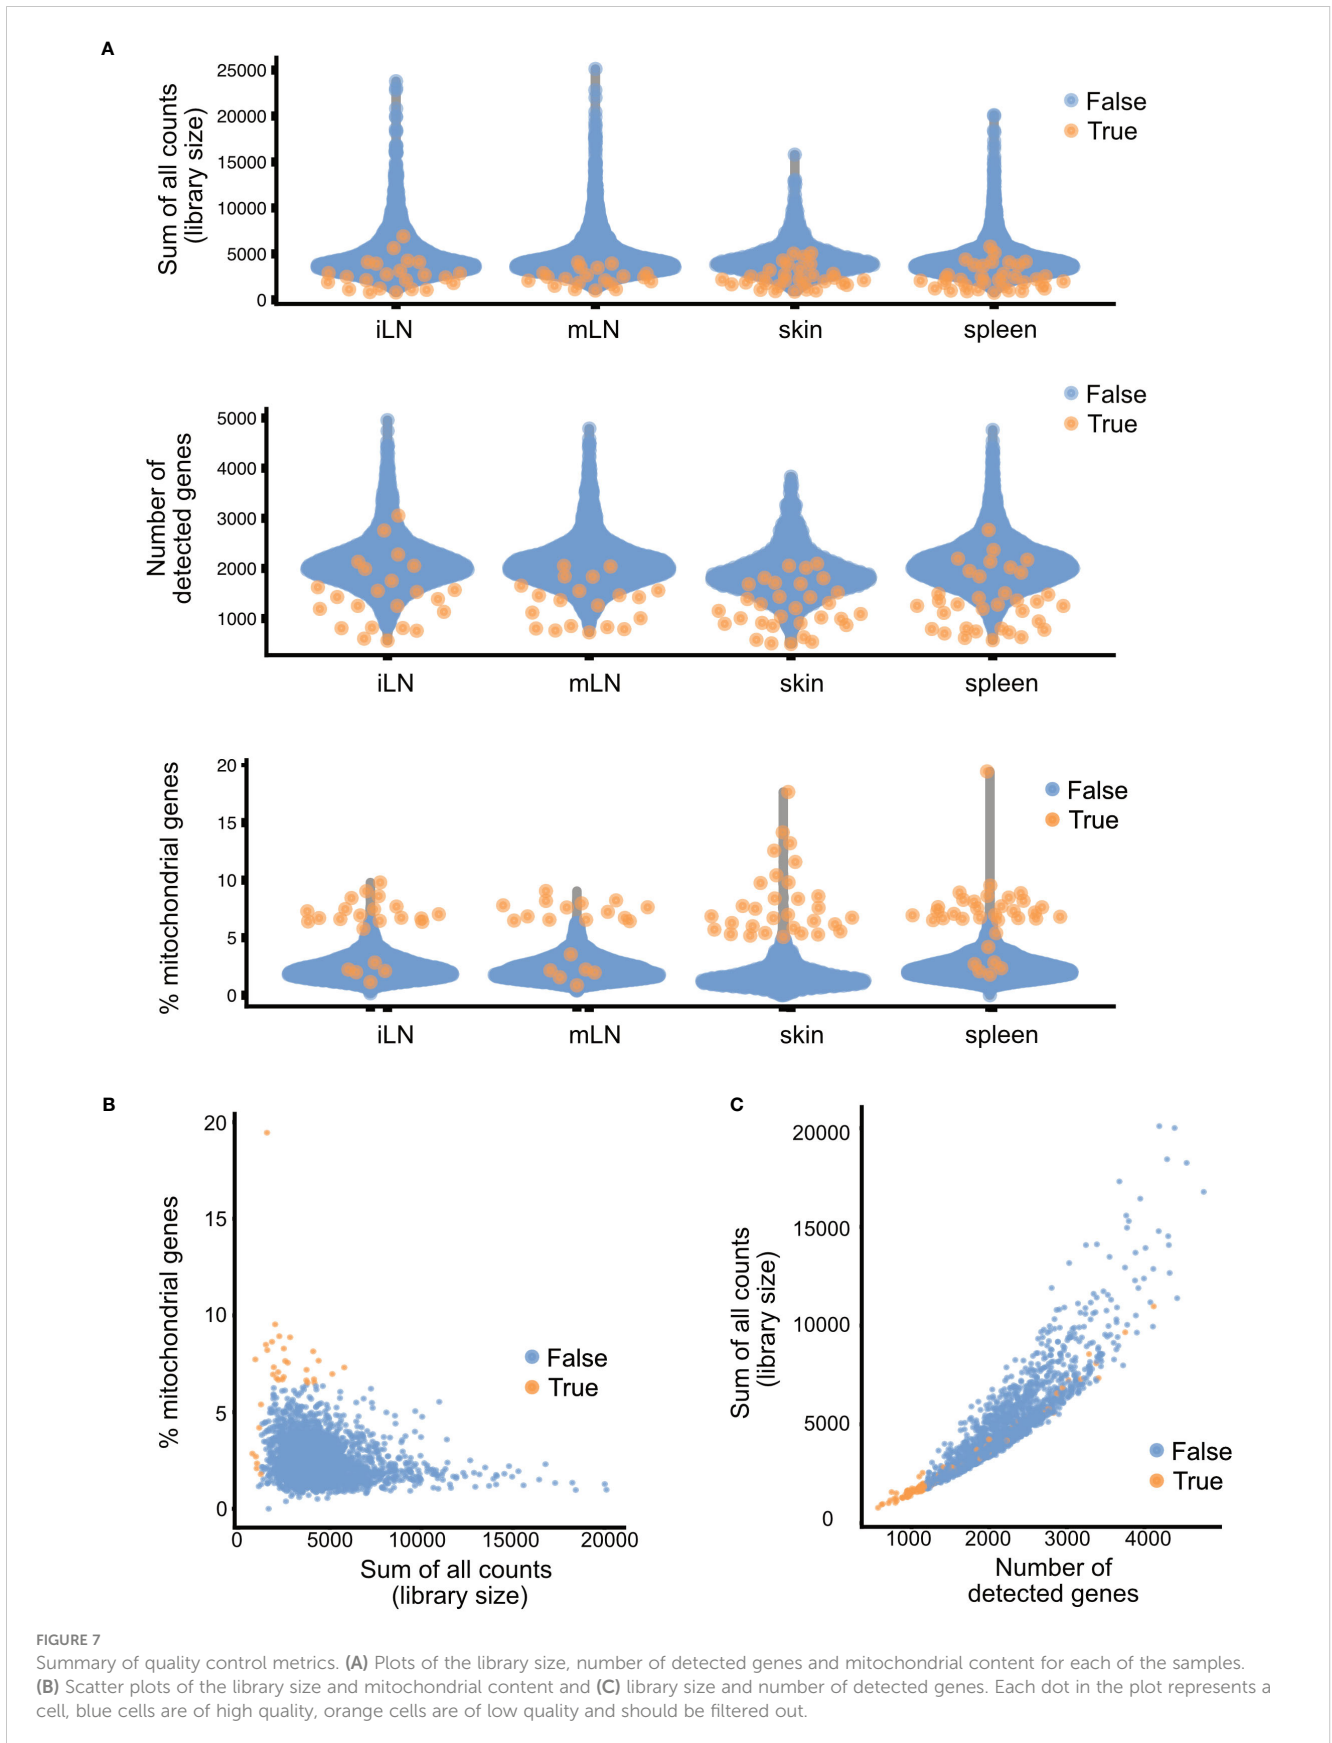 A
Sum of all counts
(library size)
25000
20000
15000
10000
5000
0
False
True
iLN
mLN
skin
spleen
Number of
detected genes
5000
4000
3000
2000
1000
False
True
iLN
mLN
skin
spleen
% mitochondrial genes
20
15
10
5
0
False
True
iLN
mLN
skin
spleen
B
% mitochondrial genes
20
15
10
5
0
False
True
0 5000 10000 15000 20000
Sum of all counts
(library size)
C
Sum of all counts
(library size)
20000
15000
10000
5000
0
False
True
1000 2000 3000 4000
Number of
detected genes
FIGURE 7
Summary of quality control metrics. (A) Plots of the library size, number of detected genes and mitochondrial content for each of the samples.
(B) Scatter plots of the library size and mitochondrial content and (C) library size and number of detected genes. Each dot in the plot represents a
cell, blue cells are of high quality, orange cells are of low quality and should be filtered out.